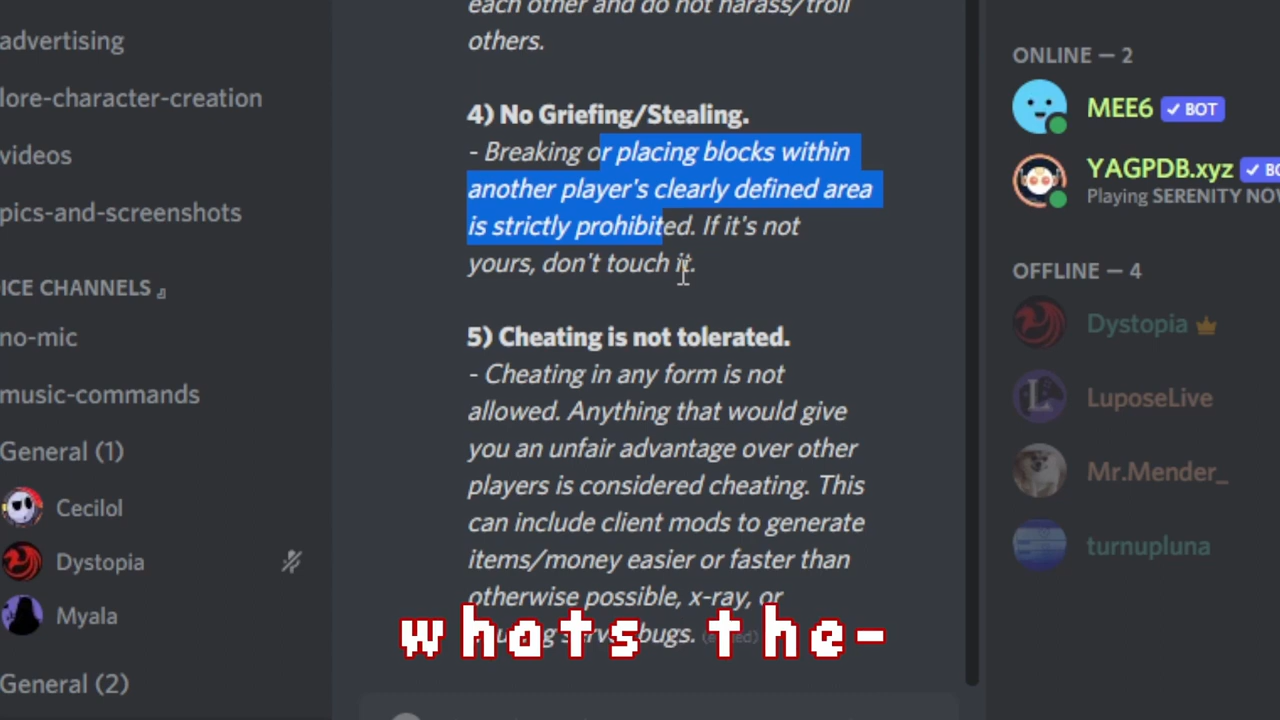 advertising
lore-character-creation
videos
pics-and-screenshots
ICE CHANNELS
no-mic
music-commands
General (1)
Cecilol
Dystopia
Myala
General (2)
each other and do not harass/troll
others.
4) No Griefing/Stealing.
- Breaking or placing blocks within
another player's clearly defined area
is strictly prohibited. If it's not
yours, don't touch it.
5) Cheating is not tolerated.
- Cheating in any form is not
allowed. Anything that would give
you an unfair advantage over other
players is considered cheating. This
can include client mods to generate
items/money easier or faster than
otherwise possible, x-ray, or
bugs.
whats the-
ONLINE — 2
MEE6 ✓ BOT
YAGPDB.xyz ✓ BO
Playing SERENITY NOW
OFFLINE — 4
Dystopia
LuposeLive
Mr.Mender_
turnupluna